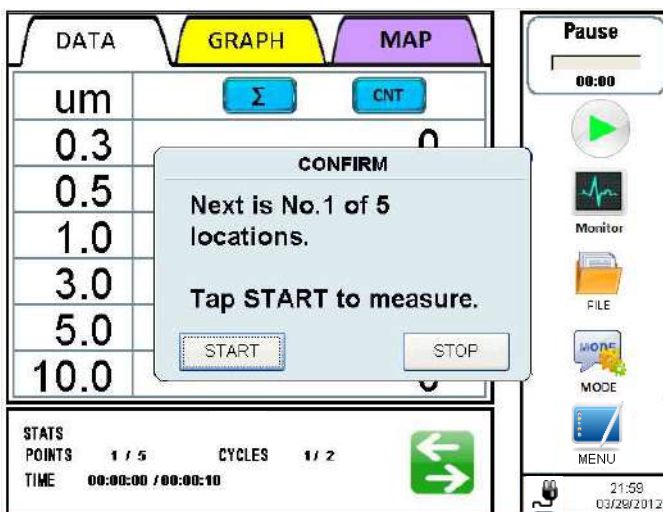 DATA
GRAPH
MAP
Pause
00:00
um
Σ
CNT
0.3
0
0.5
1.0
3.0
5.0
10.0
CONFIRM
Next is No.1 of 5
locations.
Tap START to measure.
START
STOP
Monitor
FILE
MODE
MODE
MENU
STATS
POINTS 1 / 5 CYCLES 1 / 2
TIME 00:00:00 / 00:00:10
21:59
03/29/2012